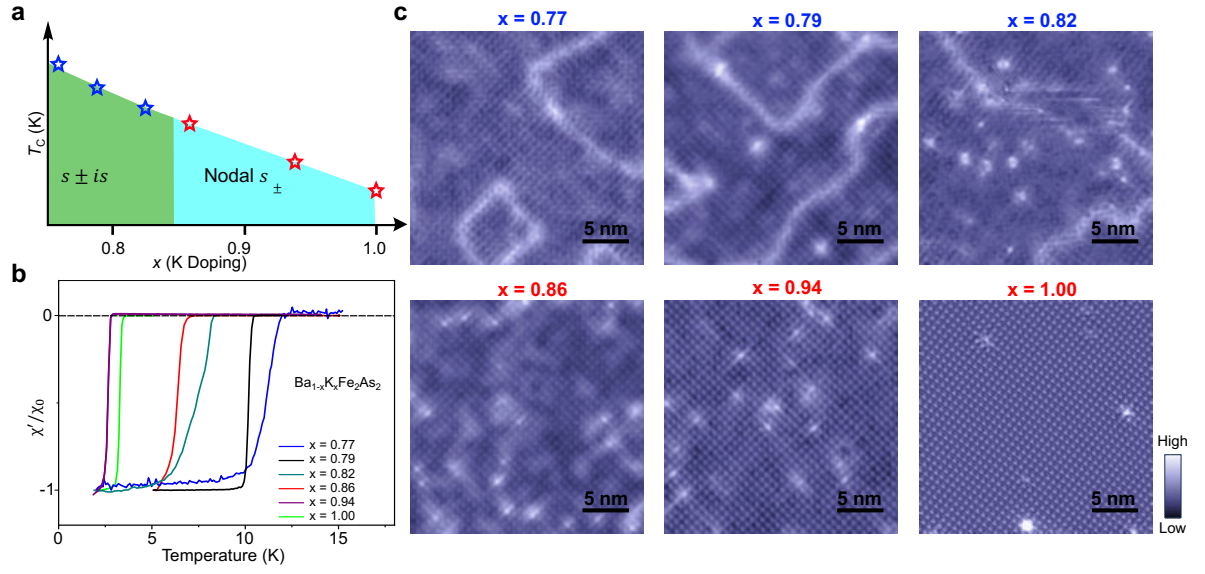 a
T_C (K)
s ± is
Nodal s_±
0.8
0.9
1.0
x (K Doping)
b
0
-1
χ′/χ₀
Ba₁₋ₓKₓFe₂As₂
x = 0.77
x = 0.79
x = 0.82
x = 0.86
x = 0.94
x = 1.00
0
5
10
15
Temperature (K)
c
x = 0.77
5 nm
x = 0.79
5 nm
x = 0.82
5 nm
x = 0.86
5 nm
x = 0.94
5 nm
x = 1.00
5 nm
High
Low